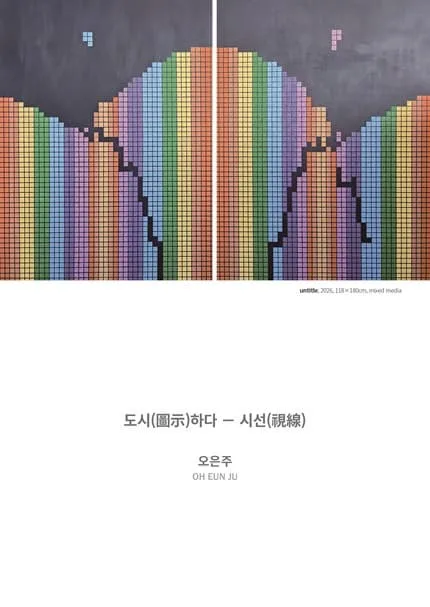 untitle, 2026, 118×180cm, mixed media
도시(圖示)하다 — 시선(視線)
오은주
OH EUN JU